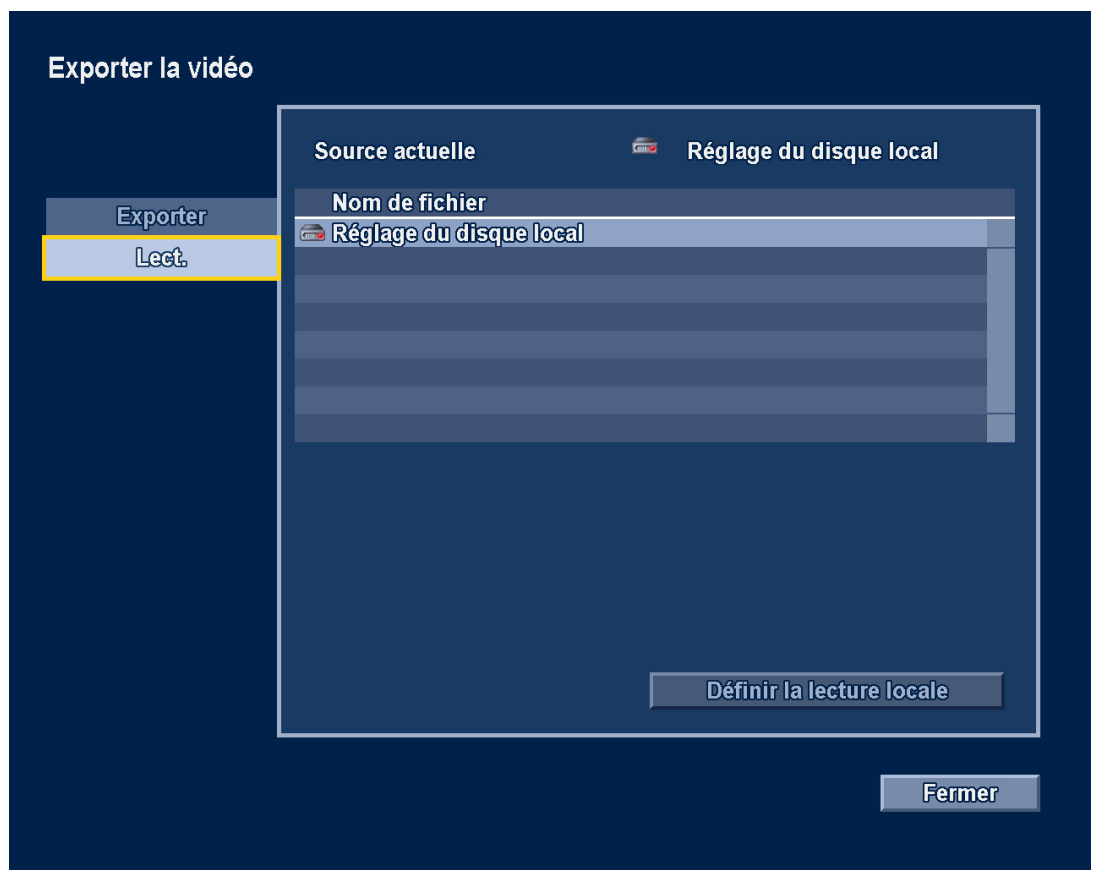 Exporter la vidéo
Source actuelle Réglage du disque local
Nom de fichier
Exporter
Réglage du disque local
Lect.
Définir la lecture locale
Fermer